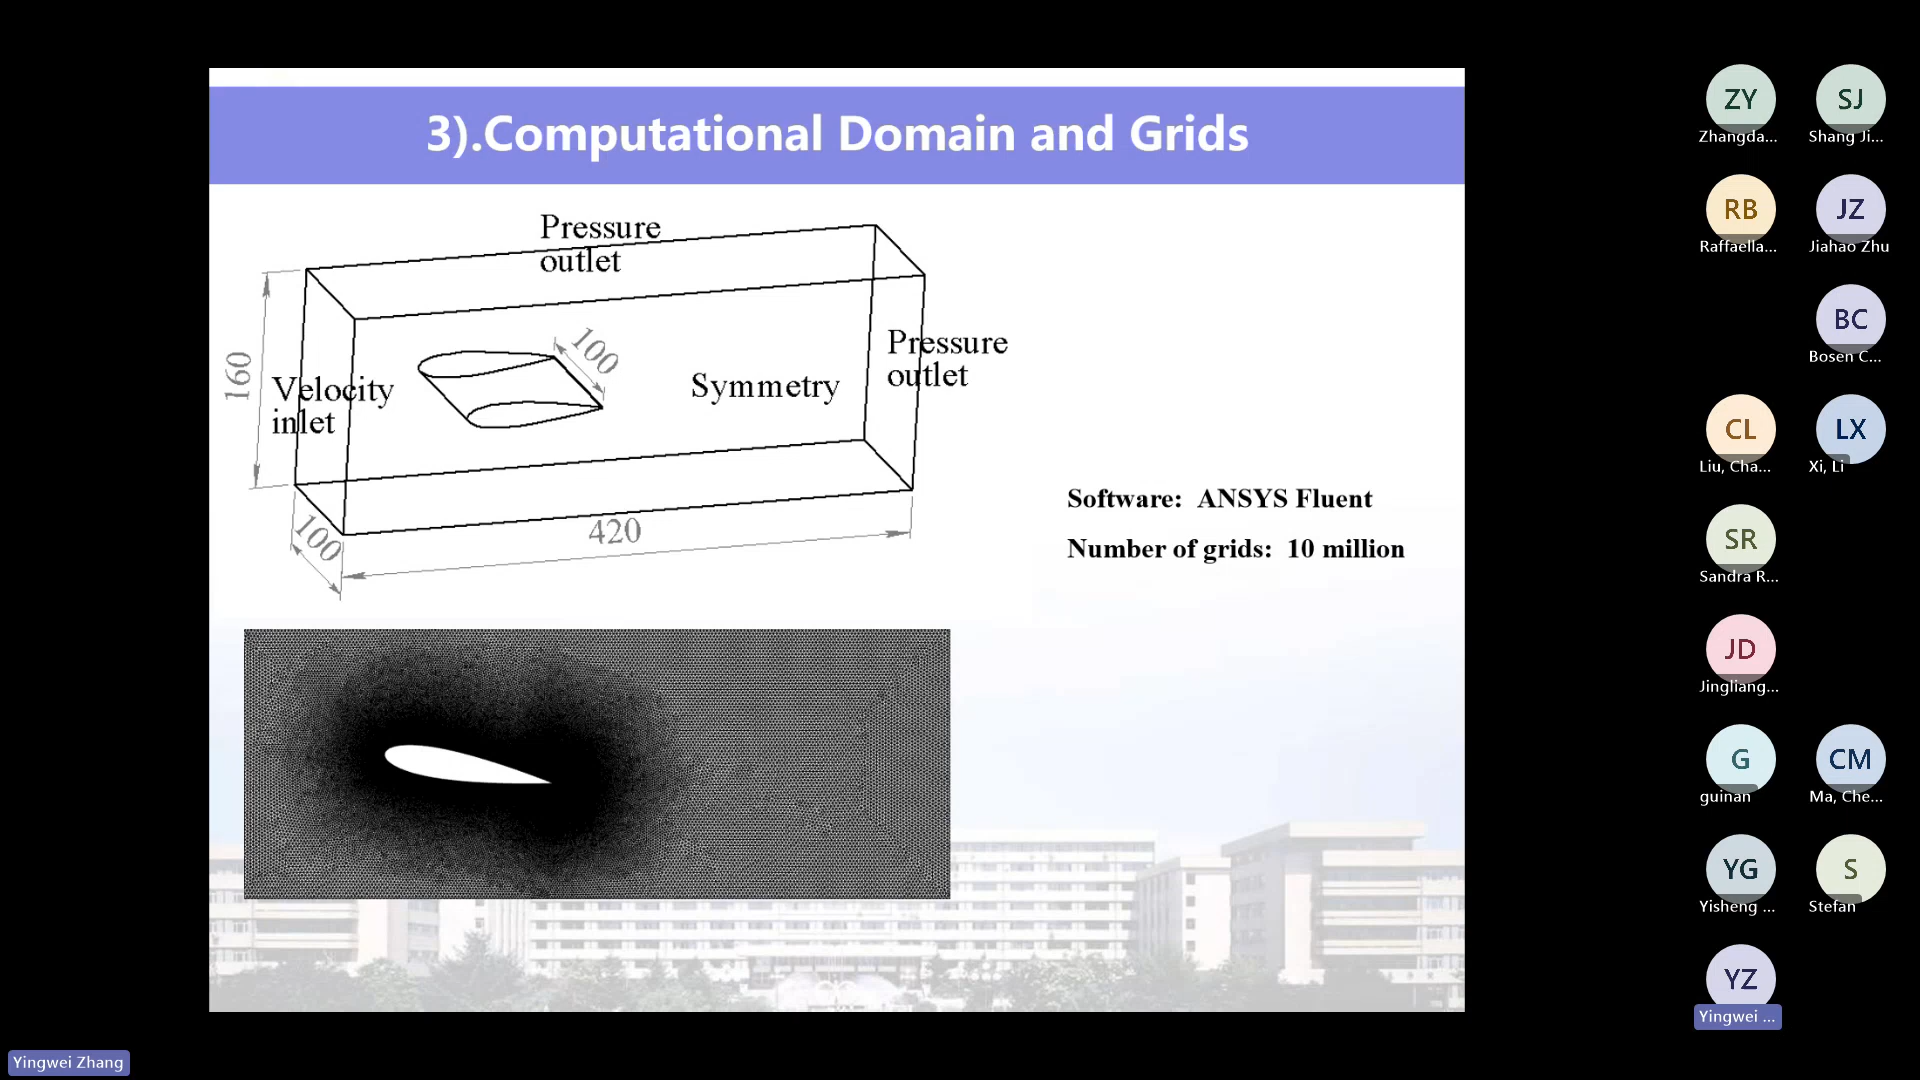 3).Computational Domain and Grids
Pressure
outlet
100
160
Velocity
inlet
Symmetry
Pressure
outlet
100
420
Software: ANSYS Fluent
Number of grids: 10 million
ZY
Zhangda...
SJ
Shang Ji...
RB
Raffaella...
JZ
Jiahao Zhu
BC
Bosen C...
CL
Liu, Cha...
LX
Xi, Li
SR
Sandra R...
JD
Jingliang...
G
guinan
CM
Ma, Che...
YG
Yisheng ...
S
Stefan
YZ
Yingwei ...
Yingwei Zhang